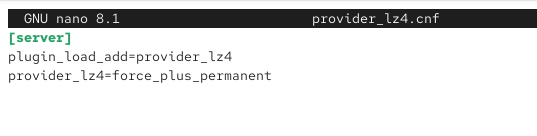 GNU nano 8.1 provider_lz4.cnf
[server]
plugin_load_add=provider_lz4
provider_lz4=force_plus_permanent